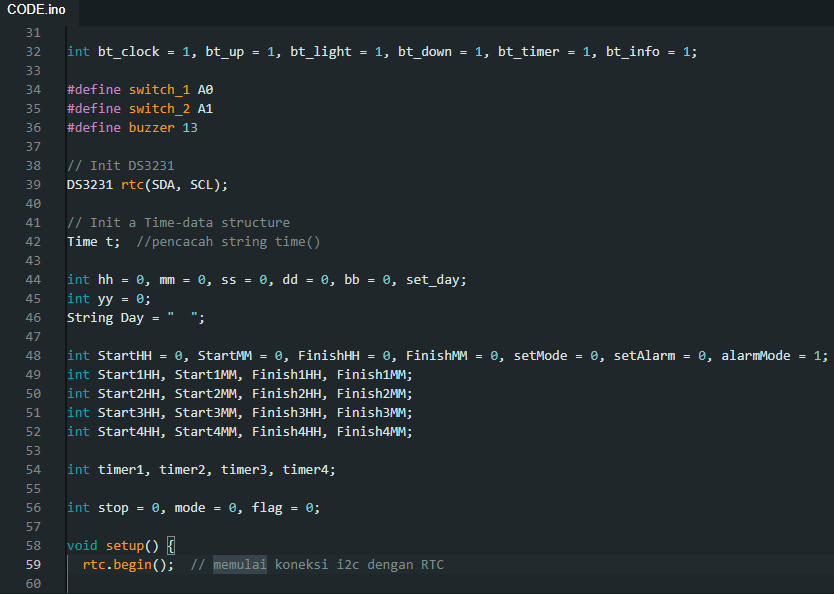 CODE.ino
31
32 int bt_clock = 1, bt_up = 1, bt_light = 1, bt_down = 1, bt_timer = 1, bt_info = 1;
33
34 #define switch_1 A0
35 #define switch_2 A1
36 #define buzzer 13
37
38 // Init DS3231
39 DS3231 rtc(SDA, SCL);
40
41 // Init a Time-data structure
42 Time t;  //pencacah string time()
43
44 int hh = 0, mm = 0, ss = 0, dd = 0, bb = 0, set_day;
45 int yy = 0;
46 String Day = "  ";
47
48 int StartHH = 0, StartMM = 0, FinishHH = 0, FinishMM = 0, setMode = 0, setAlarm = 0, alarmMode = 1;
49 int Start1HH, Start1MM, Finish1HH, Finish1MM;
50 int Start2HH, Start2MM, Finish2HH, Finish2MM;
51 int Start3HH, Start3MM, Finish3HH, Finish3MM;
52 int Start4HH, Start4MM, Finish4HH, Finish4MM;
53
54 int timer1, timer2, timer3, timer4;
55
56 int stop = 0, mode = 0, flag = 0;
57
58 void setup() {
59   rtc.begin();  // memulai koneksi i2c dengan RTC
60